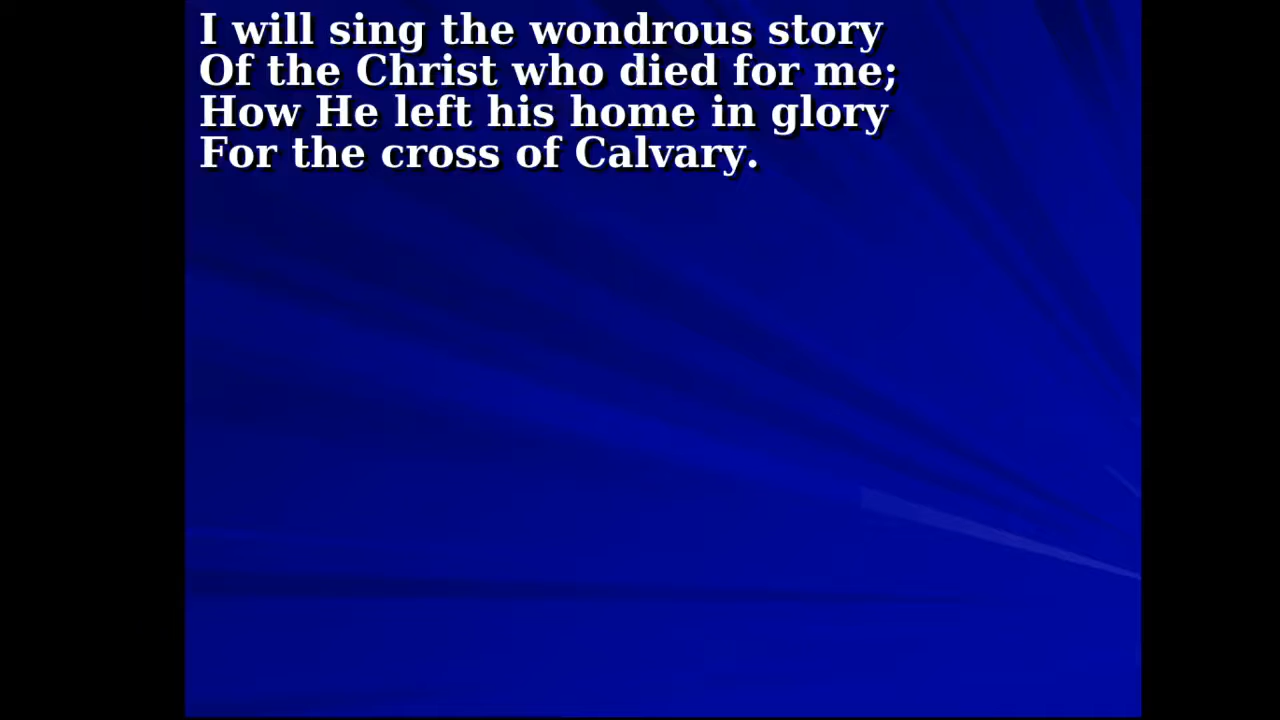 I will sing the wondrous story
Of the Christ who died for me;
How He left his home in glory
For the cross of Calvary.